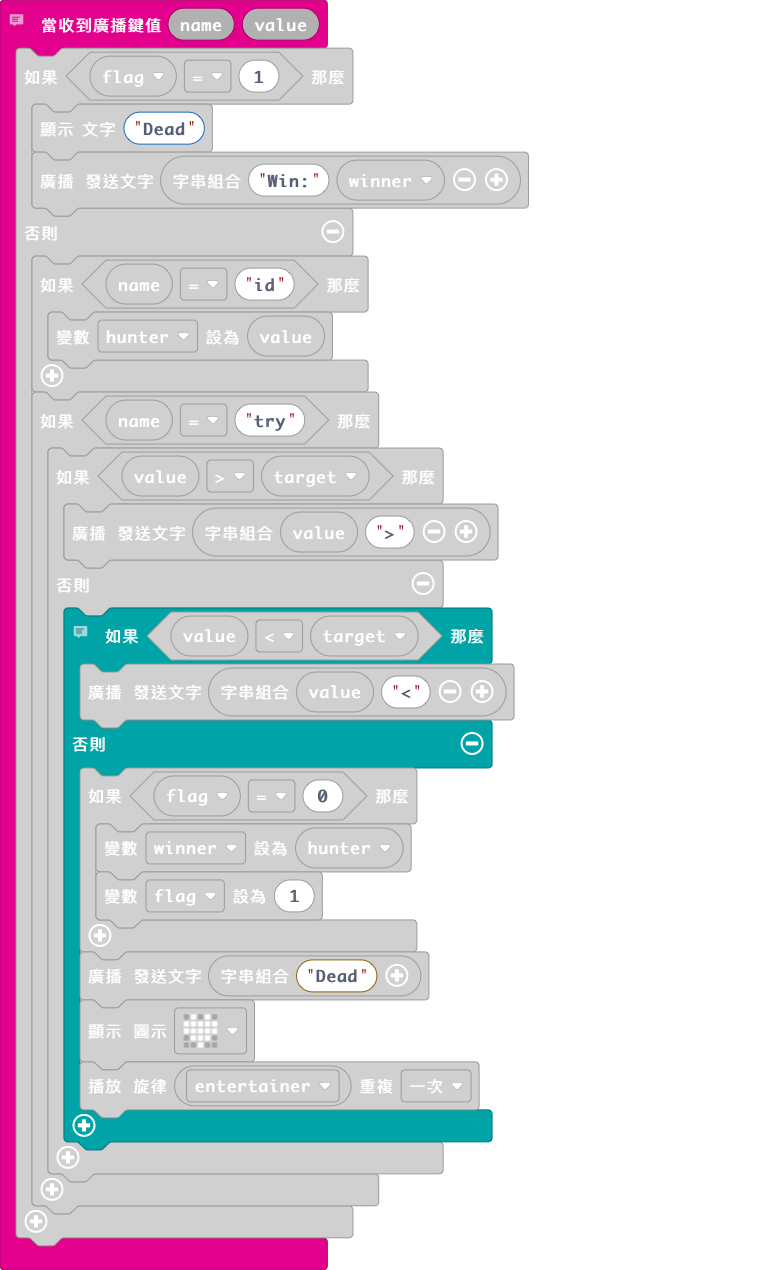 當收到廣播鍵值 name value
如果 flag = 1 那麼
顯示 文字 "Dead"
廣播 發送文字 字串組合 "Win:" winner
否則
如果 name = "id" 那麼
變數 hunter 設為 value
如果 name = "try" 那麼
如果 value > target 那麼
廣播 發送文字 字串組合 value ">"
否則
如果 value < target 那麼
廣播 發送文字 字串組合 value "<"
否則
如果 flag = 0 那麼
變數 winner 設為 hunter
變數 flag 設為 1
廣播 發送文字 字串組合 "Dead"
顯示 圖示
播放 旋律 entertainer 重複 一次